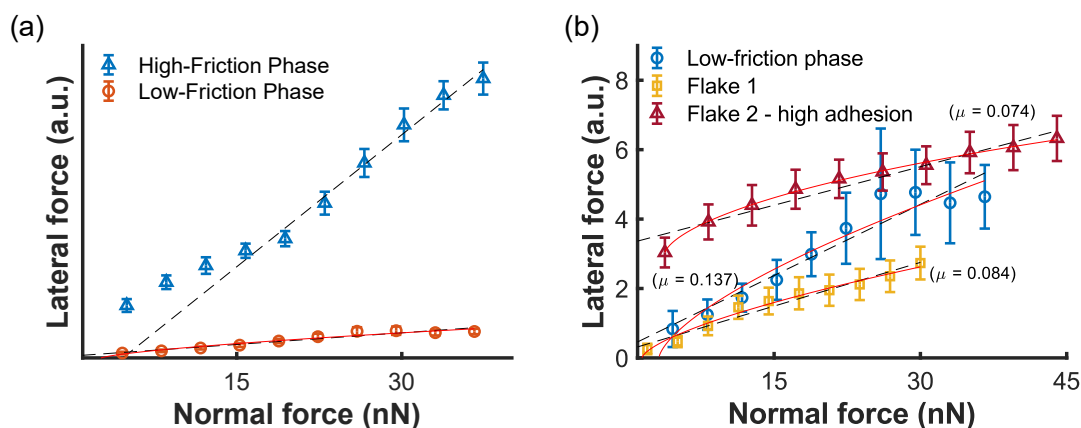 (a)
High-Friction Phase
Low-Friction Phase
Lateral force (a.u.)
15
30
Normal force (nN)
(b)
Low-friction phase
Flake 1
Flake 2 - high adhesion
(μ = 0.074)
(μ = 0.137)
(μ = 0.084)
Lateral force (a.u.)
8
6
4
2
0
15
30
45
Normal force (nN)